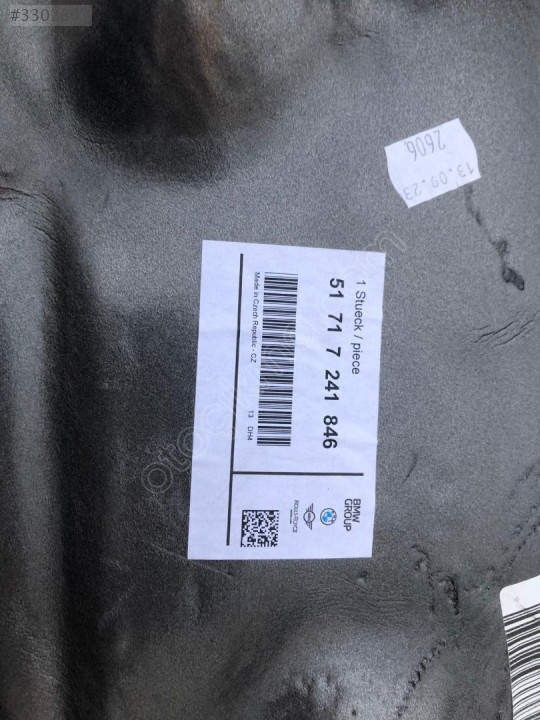 13.09.23
2606
1 Stueck / piece
51 71 7 241 846
Made in Czech Republic - CZ
13 DH4
BMW
GROUP
ROLLS-ROYCE